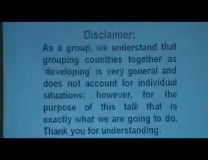 Disclaimer:
As a group, we understand that
grouping countries together as
'developing' is very general and
does not account for individual
situations; however, for the
purpose of this talk that is
exactly what we are going to do.
Thank you for understanding.